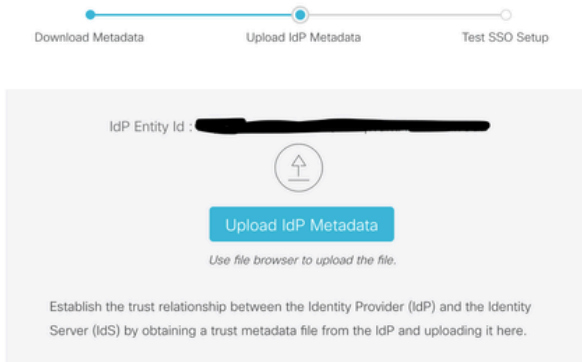 Download Metadata
Upload IdP Metadata
Test SSO Setup
IdP Entity Id :
Upload IdP Metadata
Use file browser to upload the file.
Establish the trust relationship between the Identity Provider (IdP) and the Identity
Server (IdS) by obtaining a trust metadata file from the IdP and uploading it here.